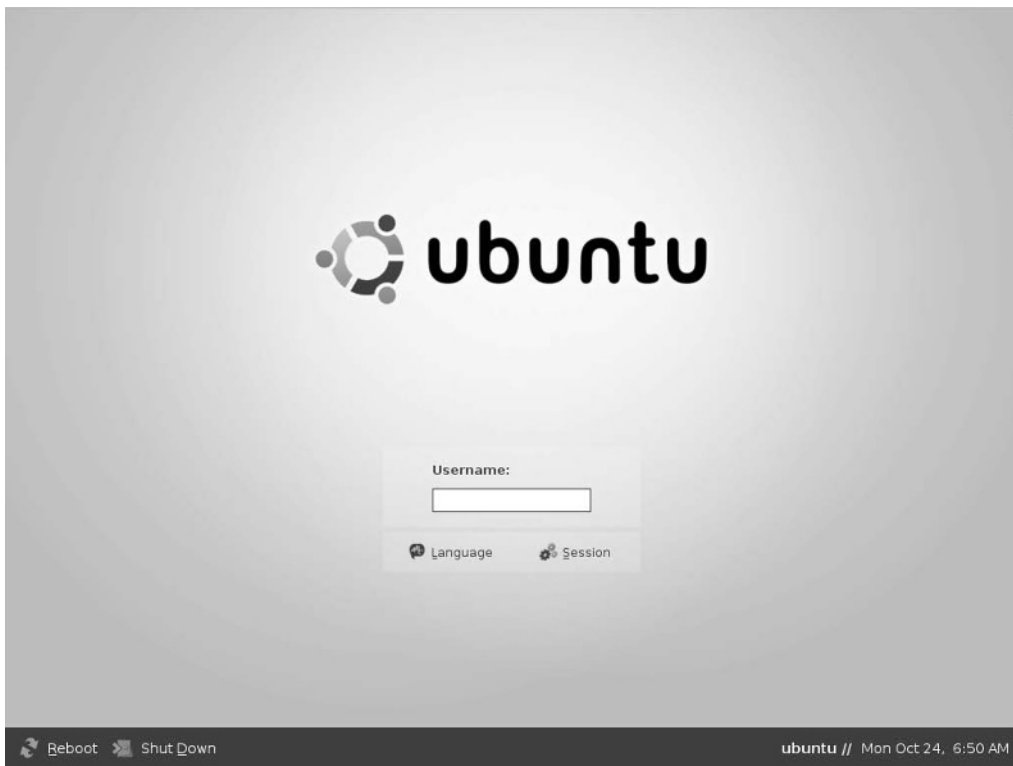 ubuntu
Username:
Language Session
Reboot Shut Down ubuntu // Mon Oct 24, 6:50 AM